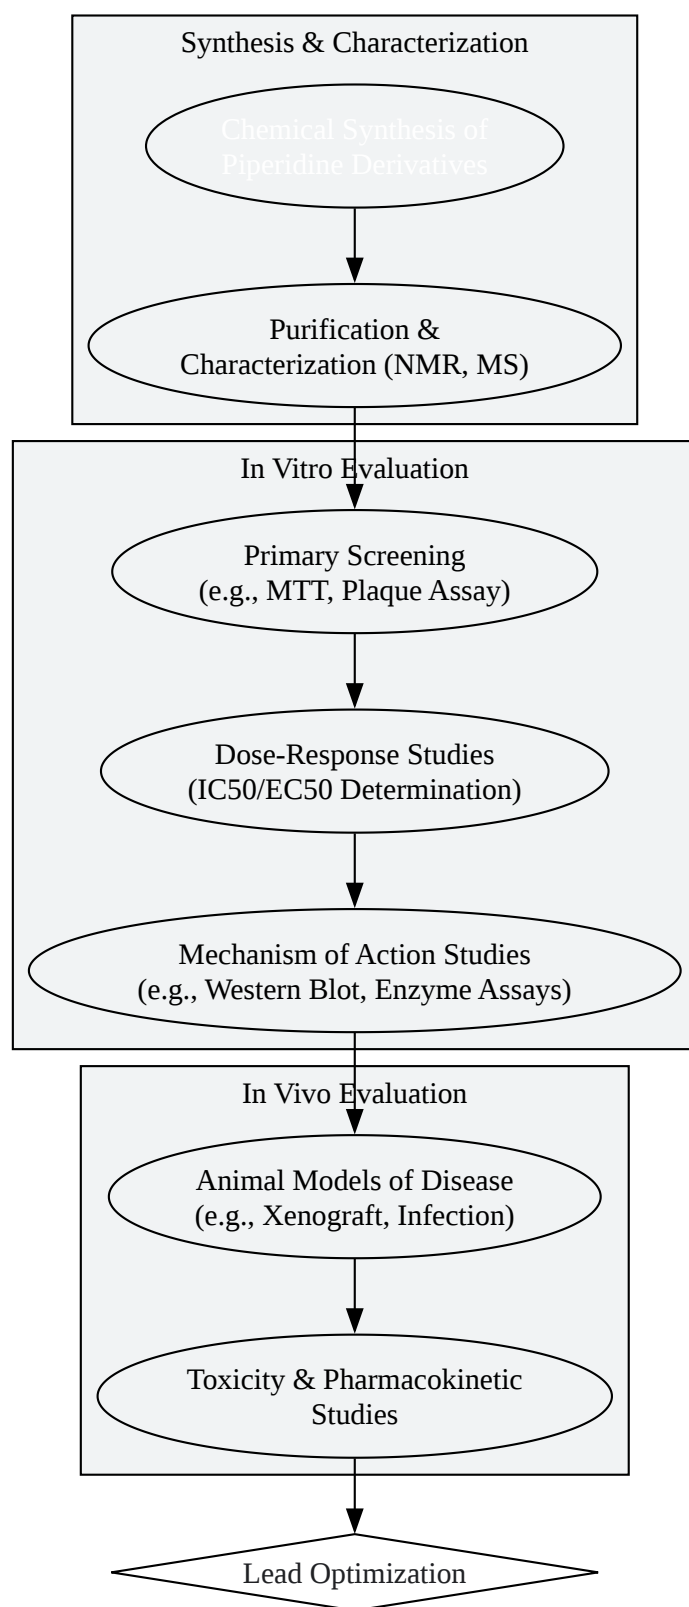 Synthesis & Characterization
Chemical Synthesis of
Piperidine Derivatives
Purification &
Characterization (NMR, MS)
In Vitro Evaluation
Primary Screening
(e.g., MTT, Plaque Assay)
Dose-Response Studies
(IC50/EC50 Determination)
Mechanism of Action Studies
(e.g., Western Blot, Enzyme Assays)
In Vivo Evaluation
Animal Models of Disease
(e.g., Xenograft, Infection)
Toxicity & Pharmacokinetic
Studies
Lead Optimization